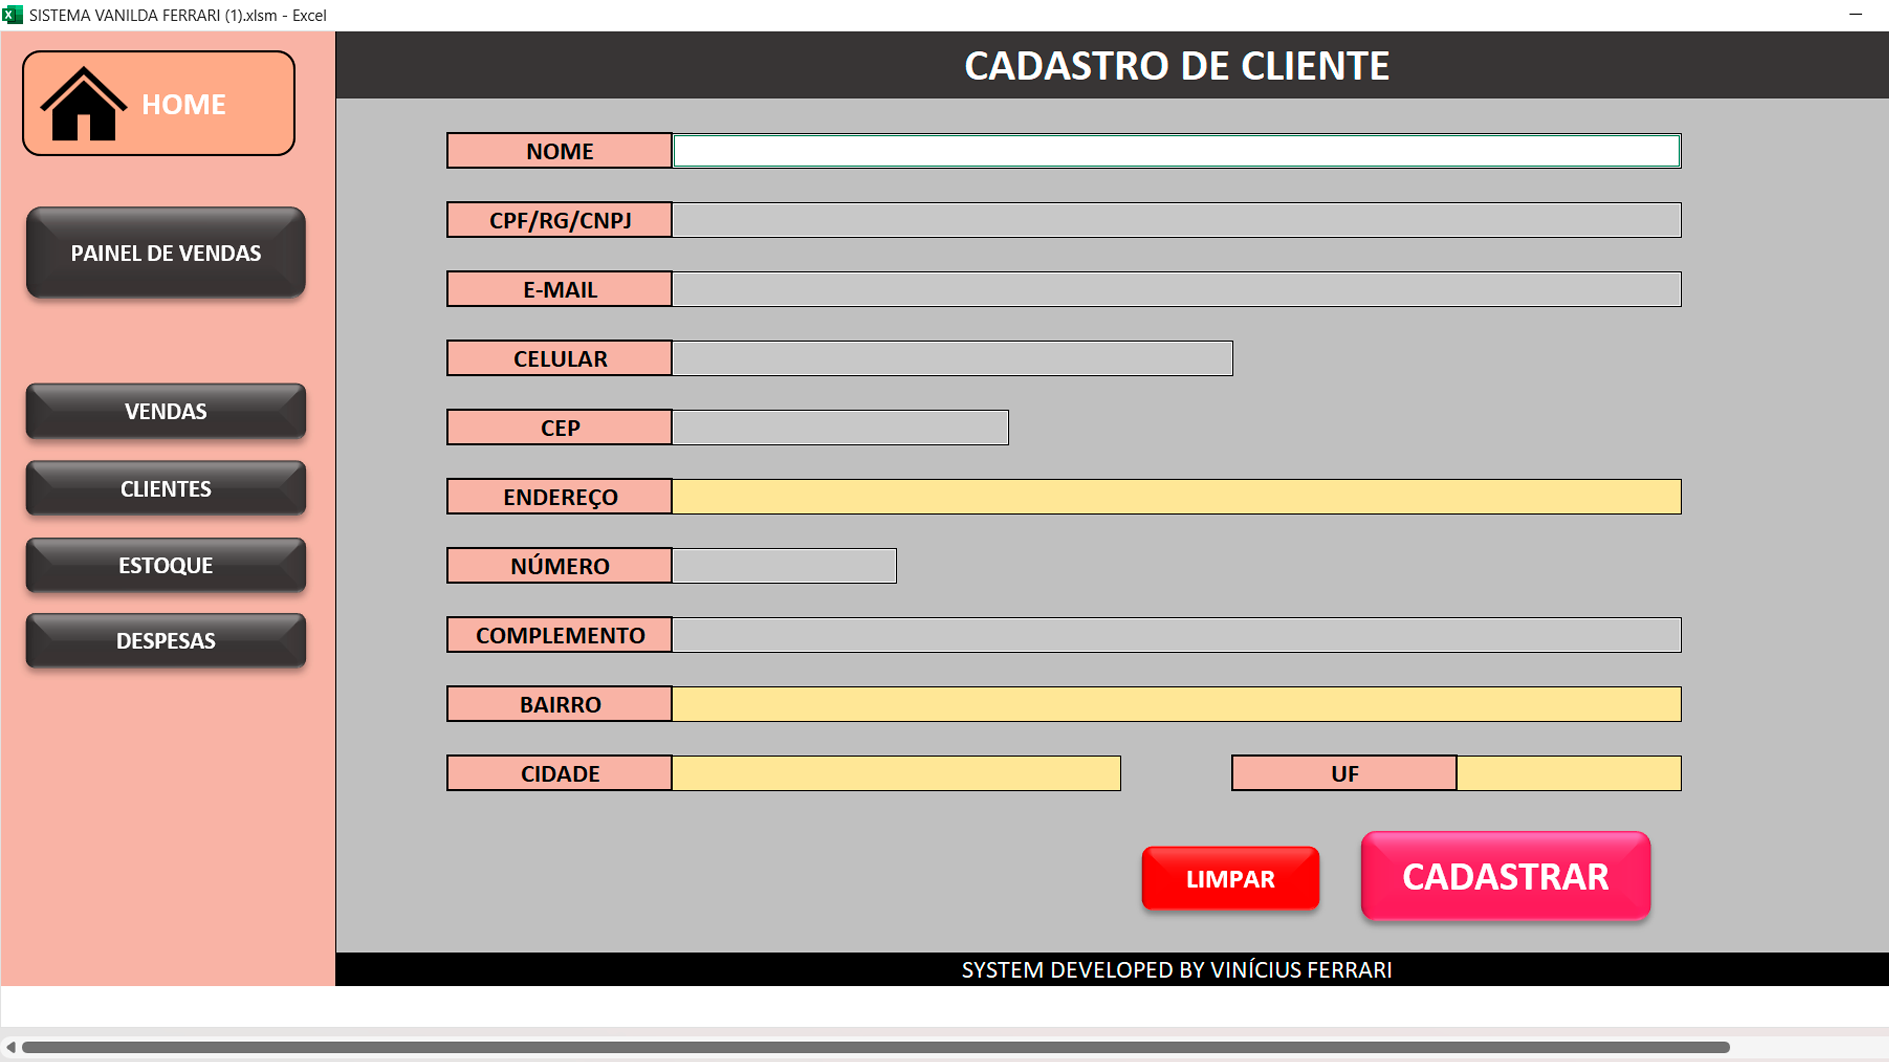 SISTEMA VANILDA FERRARI (1).xlsm - Excel
HOME
CADASTRO DE CLIENTE
PAINEL DE VENDAS
VENDAS
CLIENTES
ESTOQUE
DESPESAS
NOME
CPF/RG/CNPJ
E-MAIL
CELULAR
CEP
ENDEREÇO
NÚMERO
COMPLEMENTO
BAIRRO
CIDADE
UF
LIMPAR
CADASTRAR
SYSTEM DEVELOPED BY VINÍCIUS FERRARI